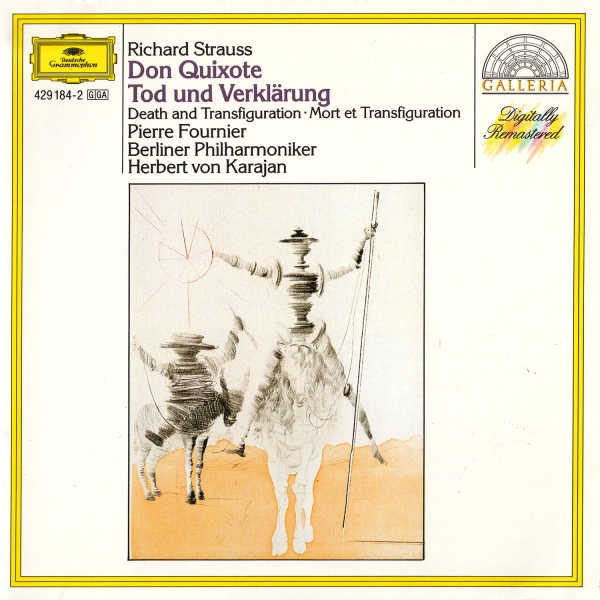 Deutsche
Grammophon
429 184-2 G GA
Richard Strauss
Don Quixote
Tod und Verklärung
Death and Transfiguration · Mort et Transfiguration
Pierre Fournier
Berliner Philharmoniker
Herbert von Karajan
GALLERIA
Digitally
Remastered